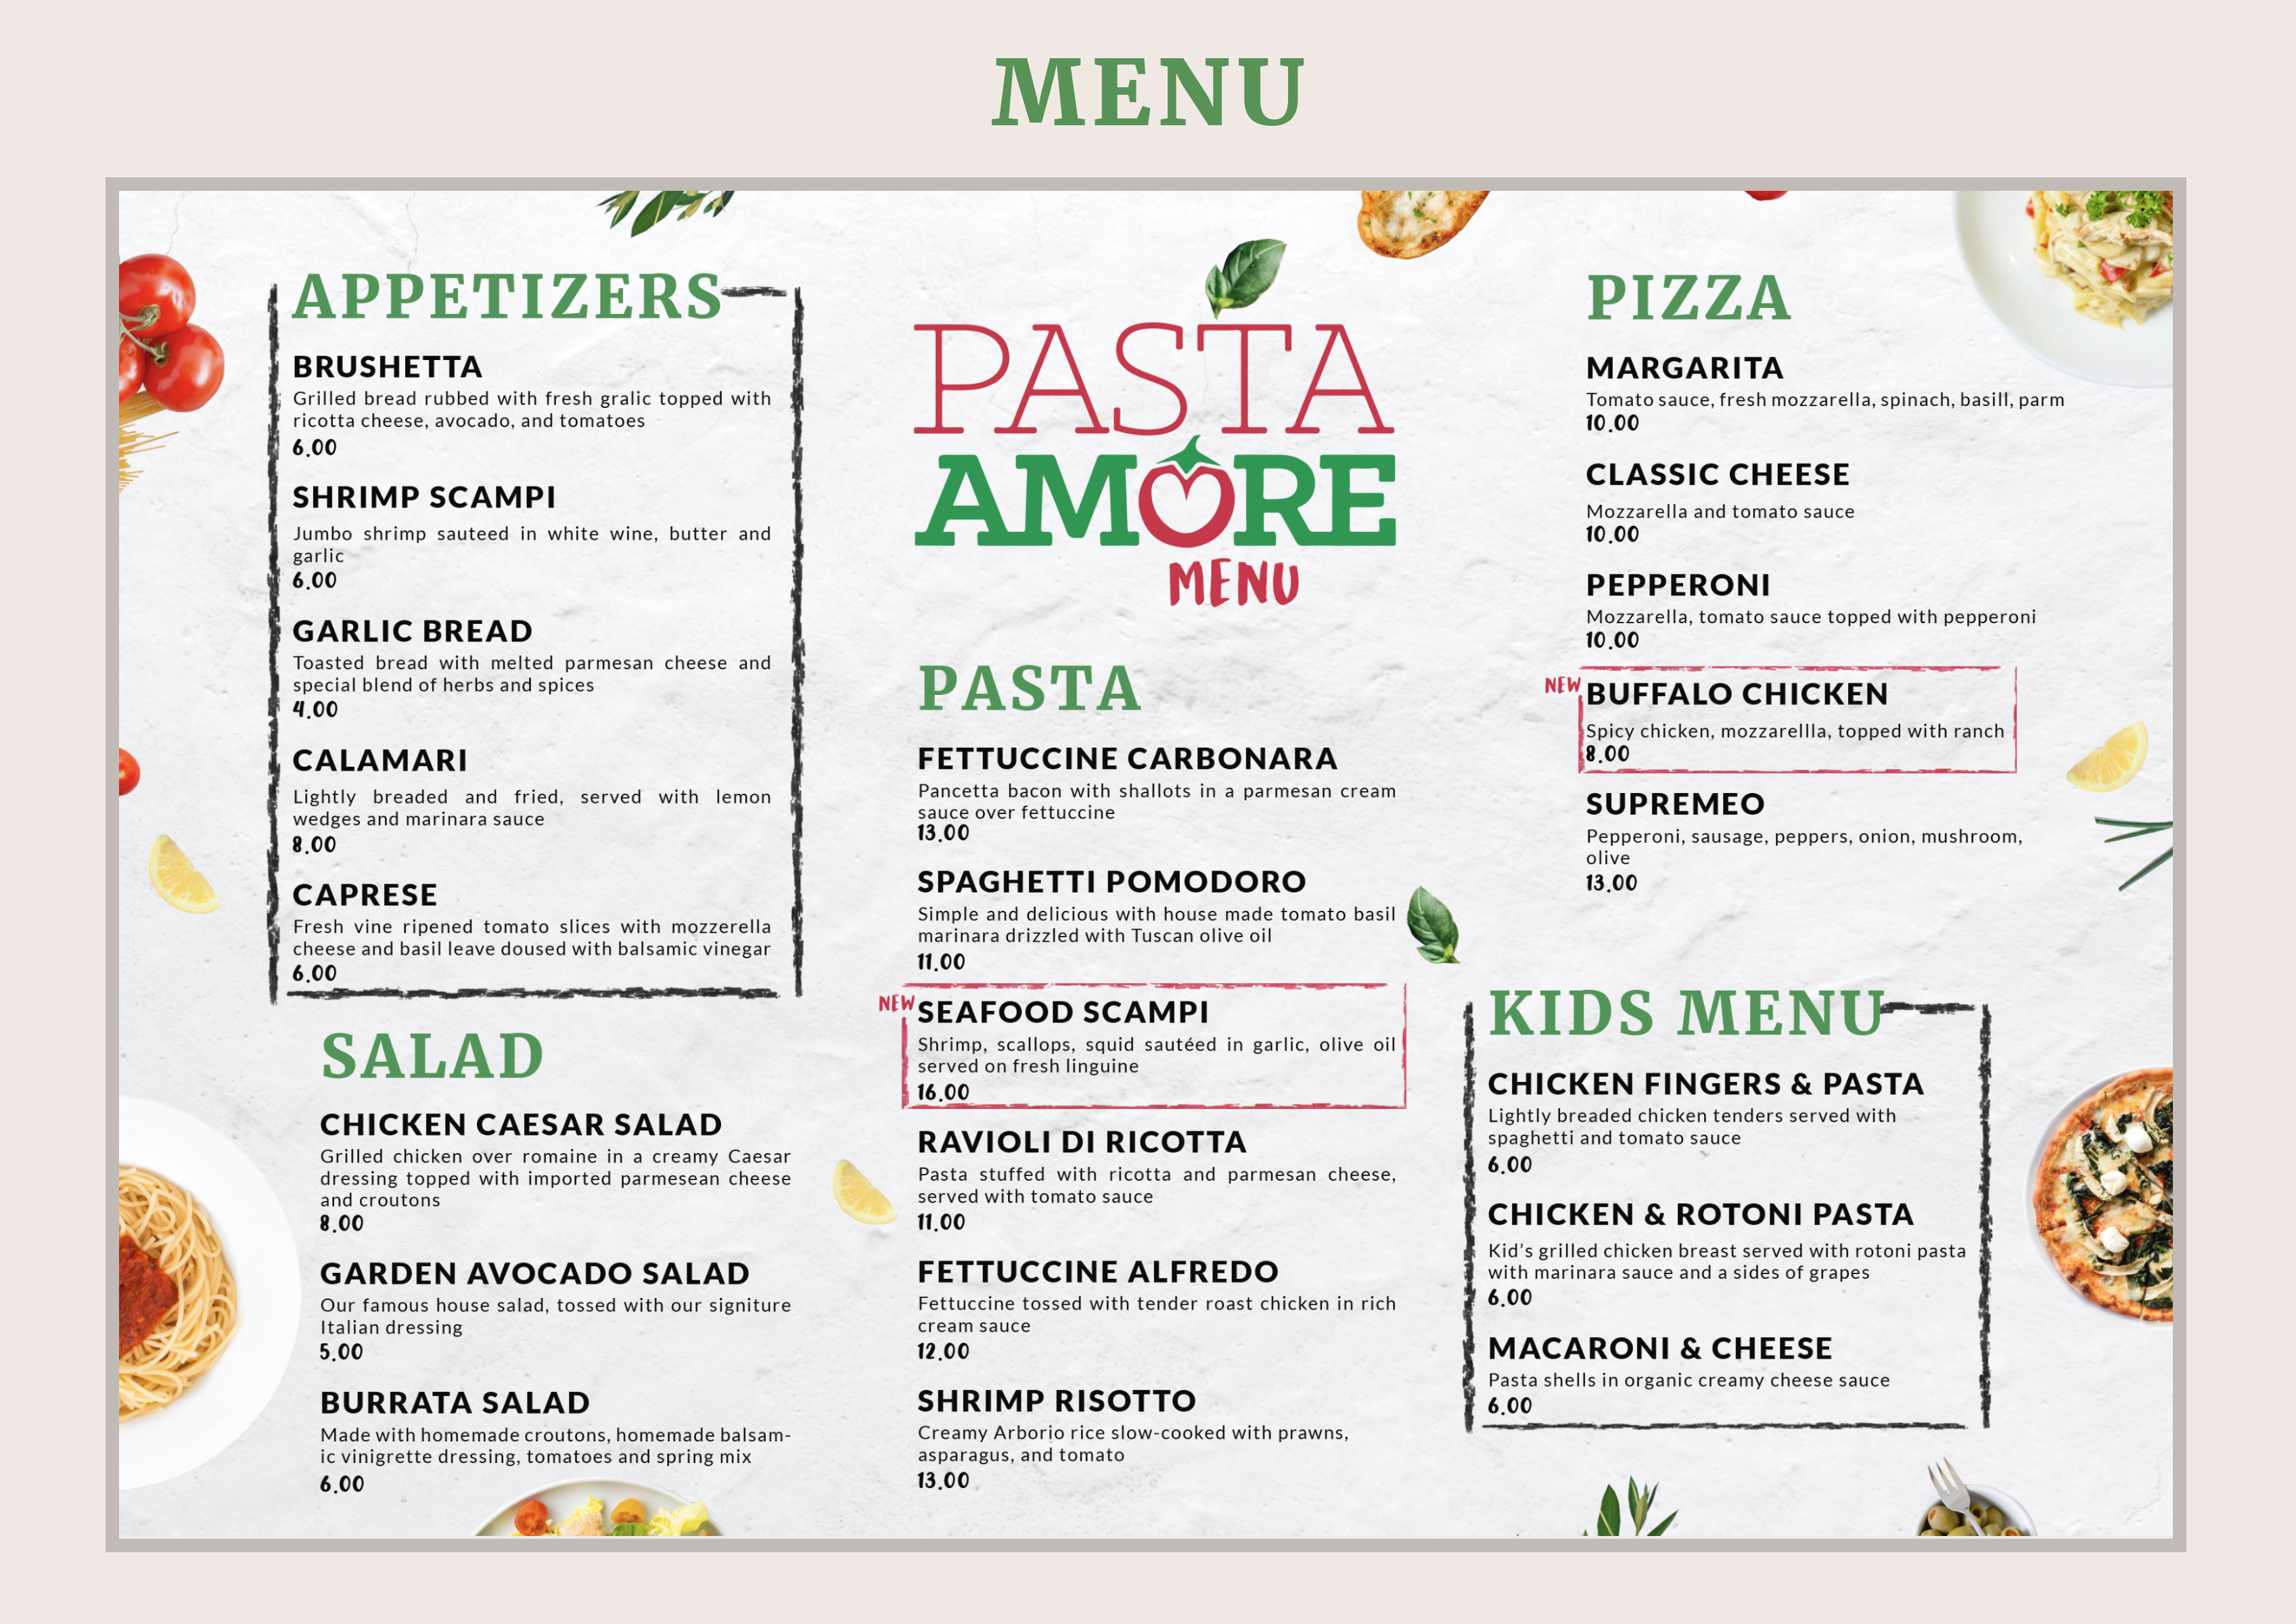 MENU
APPETIZERS
BRUSHETTA
Grilled bread rubbed with fresh gralic topped with
ricotta cheese, avocado, and tomatoes
6.00
SHRIMP SCAMPI
Jumbo shrimp sauteed in white wine, butter and
garlic
6.00
GARLIC BREAD
Toasted bread with melted parmesan cheese and
special blend of herbs and spices
4.00
CALAMARI
Lightly breaded and fried, served with lemon
wedges and marinara sauce
8.00
CAPRESE
Fresh vine ripened tomato slices with mozzerella
cheese and basil leave doused with balsamic vinegar
6.00
SALAD
CHICKEN CAESAR SALAD
Grilled chicken over romaine in a creamy Caesar
dressing topped with imported parmesean cheese
and croutons
8.00
GARDEN AVOCADO SALAD
Our famous house salad, tossed with our signiture
Italian dressing
5.00
BURRATA SALAD
Made with homemade croutons, homemade balsam-
ic vinigrette dressing, tomatoes and spring mix
6.00
PASTA
AMORE
MENU
PASTA
FETTUCCINE CARBONARA
Pancetta bacon with shallots in a parmesan cream
sauce over fettuccine
13.00
SPAGHETTI POMODORO
Simple and delicious with house made tomato basil
marinara drizzled with Tuscan olive oil
11.00
NEW
SEAFOOD SCAMPI
Shrimp, scallops, squid sautéed in garlic, olive oil
served on fresh linguine
16.00
RAVIOLI DI RICOTTA
Pasta stuffed with ricotta and parmesan cheese,
served with tomato sauce
11.00
FETTUCCINE ALFREDO
Fettuccine tossed with tender roast chicken in rich
cream sauce
12.00
SHRIMP RISOTTO
Creamy Arborio rice slow-cooked with prawns,
asparagus, and tomato
13.00
PIZZA
MARGARITA
Tomato sauce, fresh mozzarella, spinach, basill, parm
10.00
CLASSIC CHEESE
Mozzarella and tomato sauce
10.00
PEPPERONI
Mozzarella, tomato sauce topped with pepperoni
10.00
NEW
BUFFALO CHICKEN
Spicy chicken, mozzarellla, topped with ranch
8.00
SUPREMEO
Pepperoni, sausage, peppers, onion, mushroom,
olive
13.00
KIDS MENU
CHICKEN FINGERS & PASTA
Lightly breaded chicken tenders served with
spaghetti and tomato sauce
6.00
CHICKEN & ROTONI PASTA
Kid's grilled chicken breast served with rotoni pasta
with marinara sauce and a sides of grapes
6.00
MACARONI & CHEESE
Pasta shells in organic creamy cheese sauce
6.00